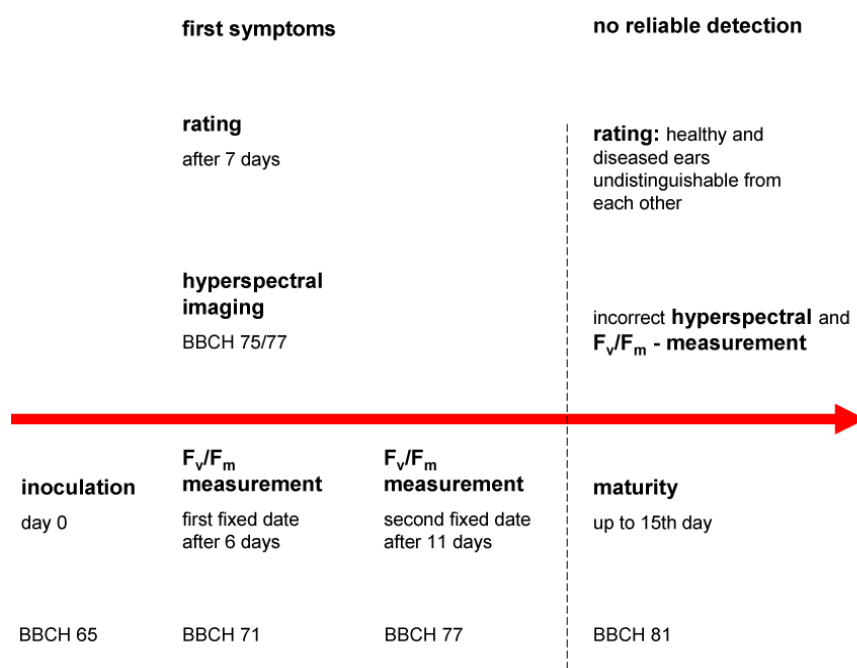 first symptoms
no reliable detection
rating
after 7 days
rating: healthy and
diseased ears
undistinguishable from
each other
hyperspectral
imaging
BBCH 75/77
incorrect hyperspectral and
Fv/Fm - measurement
inoculation
day 0
Fv/Fm
measurement
first fixed date
after 6 days
Fv/Fm
measurement
second fixed date
after 11 days
maturity
up to 15th day
BBCH 65
BBCH 71
BBCH 77
BBCH 81